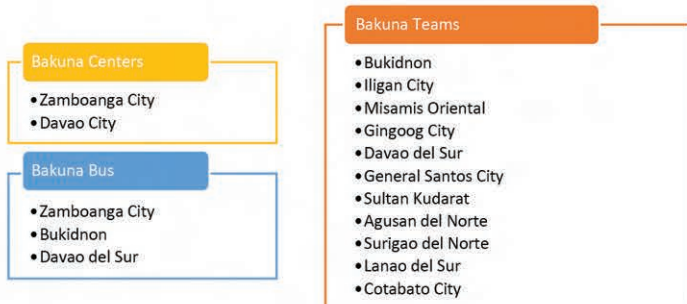 Bakuna Centers
• Zamboanga City
• Davao City
Bakuna Bus
• Zamboanga City
• Bukidnon
• Davao del Sur
Bakuna Teams
• Bukidnon
• Iligan City
• Misamis Oriental
• Gingoog City
• Davao del Sur
• General Santos City
• Sultan Kudarat
• Agusan del Norte
• Surigao del Norte
• Lanao del Sur
• Cotabato City